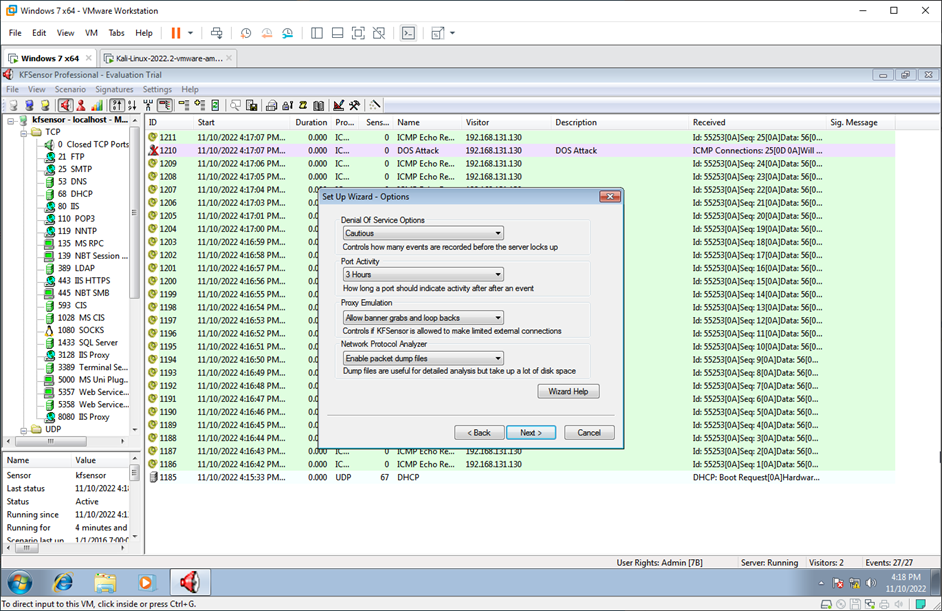 Windows 7 x64 - VMware Workstation
File Edit View VM Tabs Help
Windows 7 x64 Kali-Linux-2022.2-vmware-am...
KFSensor Professional - Evaluation Trial
File View Scenario Signatures Settings Help
kfsensor - localhost - M...
TCP
0 Closed TCP Ports
21 FTP
25 SMTP
53 DNS
68 DHCP
80 IIS
110 POP3
119 NNTP
135 MS RPC
139 NBT Session ...
389 LDAP
443 IIS HTTPS
445 NBT SMB
593 CIS
1028 MS CIS
1080 SOCKS
1433 SQL Server
3128 IIS Proxy
3389 Terminal Se...
5000 MS Uni Plug...
5357 Web Service...
5358 Web Service...
8080 IIS Proxy
UDP
Name Value
Sensor kfsensor
Last status 11/10/2022 4:18
Status Active
Running since 11/10/2022 4:1
Running for 4 minutes and
Scenario last up 1/1/2016 7:00
ID Start Duration Pro... Sens... Name Visitor Description Received Sig. Message
1211 11/10/2022 4:17:07 PM... 0.000 IC... ICMP Echo Re... 192.168.131.130 Id: 55253[0A]Seq: 25[0A]Data: 56[0...
1210 11/10/2022 4:17:07 PM... 0.000 IC... DOS Attack 192.168.131.130 DOS Attack ICMP Connections: 25[0D 0A]Will ...
1209 11/10/2022 4:17:06 PM... 0.000 IC... ICMP Echo Re... 192.168.131.130 Id: 55253[0A]Seq: 24[0A]Data: 56[0...
1208 11/10/2022 4:17:05 PM... 0.000 IC... ICMP Echo Re... 192.168.131.130 Id: 55253[0A]Seq: 23[0A]Data: 56[0...
1207 11/10/2022 4:17:04 PM... Id: 55253[0A]Seq: 22[0A]Data: 56[0...
1206 11/10/2022 4:17:03 PM... Id: 55253[0A]Seq: 21[0A]Data: 56[0...
1205 11/10/2022 4:17:01 PM... Id: 55253[0A]Seq: 20[0A]Data: 56[0...
1204 11/10/2022 4:17:00 PM... Id: 55253[0A]Seq: 19[0A]Data: 56[0...
1203 11/10/2022 4:16:59 PM... Id: 55253[0A]Seq: 18[0A]Data: 56[0...
1202 11/10/2022 4:16:58 PM... Id: 55253[0A]Seq: 17[0A]Data: 56[0...
1201 11/10/2022 4:16:57 PM... Id: 55253[0A]Seq: 16[0A]Data: 56[0...
1200 11/10/2022 4:16:56 PM... Id: 55253[0A]Seq: 15[0A]Data: 56[0...
1199 11/10/2022 4:16:55 PM... Id: 55253[0A]Seq: 14[0A]Data: 56[0...
1198 11/10/2022 4:16:54 PM... Id: 55253[0A]Seq: 13[0A]Data: 56[0...
1197 11/10/2022 4:16:53 PM... Id: 55253[0A]Seq: 12[0A]Data: 56[0...
1196 11/10/2022 4:16:52 PM... Id: 55253[0A]Seq: 11[0A]Data: 56[0...
1195 11/10/2022 4:16:51 PM... Id: 55253[0A]Seq: 10[0A]Data: 56[0...
1194 11/10/2022 4:16:50 PM... Id: 55253[0A]Seq: 9[0A]Data: 56[0...
1193 11/10/2022 4:16:49 PM... Id: 55253[0A]Seq: 8[0A]Data: 56[0...
1192 11/10/2022 4:16:48 PM... Id: 55253[0A]Seq: 7[0A]Data: 56[0...
1191 11/10/2022 4:16:47 PM... Id: 55253[0A]Seq: 6[0A]Data: 56[0...
1190 11/10/2022 4:16:46 PM... Id: 55253[0A]Seq: 5[0A]Data: 56[0...
1189 11/10/2022 4:16:45 PM... Id: 55253[0A]Seq: 4[0A]Data: 56[0...
1188 11/10/2022 4:16:44 PM... Id: 55253[0A]Seq: 3[0A]Data: 56[0...
1187 11/10/2022 4:16:43 PM... 0.000 IC... ICMP Echo Re... 192.168.131.130 Id: 55253[0A]Seq: 2[0A]Data: 56[0...
1186 11/10/2022 4:16:42 PM... 0.000 IC... ICMP Echo Re... 192.168.131.130 Id: 55253[0A]Seq: 1[0A]Data: 56[0...
1185 11/10/2022 4:15:33 PM... 0.000 UDP 67 DHCP DHCP: Boot Request[0A]Hardwar...
Set Up Wizard - Options
Denial Of Service Options
Cautious
Controls how many events are recorded before the server locks up
Port Activity
3 Hours
How long a port should indicate activity after after an event
Proxy Emulation
Allow banner grabs and loop backs
Controls if KFSensor is allowed to make limited external connections
Network Protocol Analyzer
Enable packet dump files
Dump files are useful for detailed analysis but take up a lot of disk space
Wizard Help
< Back Next > Cancel
User Rights: Admin [7B] Server: Running Visitors: 2 Events: 27/27
4:18 PM
11/10/2022
To direct input to this VM, click inside or press Ctrl+G.